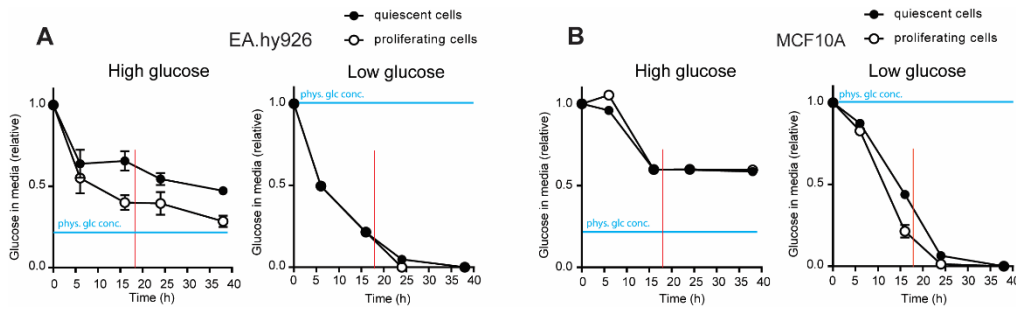 A
EA.hy926
quiescent cells
proliferating cells
High glucose
Low glucose
Glucose in media (relative)
1.0
0.5
0.0
phys. glc conc.
0 5 10 15 20 25 30 35 40
Time (h)
1.0
0.5
0.0
phys. glc conc.
0 5 10 15 20 25 30 35 40
Time (h)
B
MCF10A
quiescent cells
proliferating cells
High glucose
Low glucose
Glucose in media (relative)
1.0
0.5
0.0
phys. glc conc.
0 5 10 15 20 25 30 35 40
Time (h)
Glucose in media (relative)
1.0
0.5
0.0
phys. glc conc.
0 5 10 15 20 25 30 35 40
Time (h)